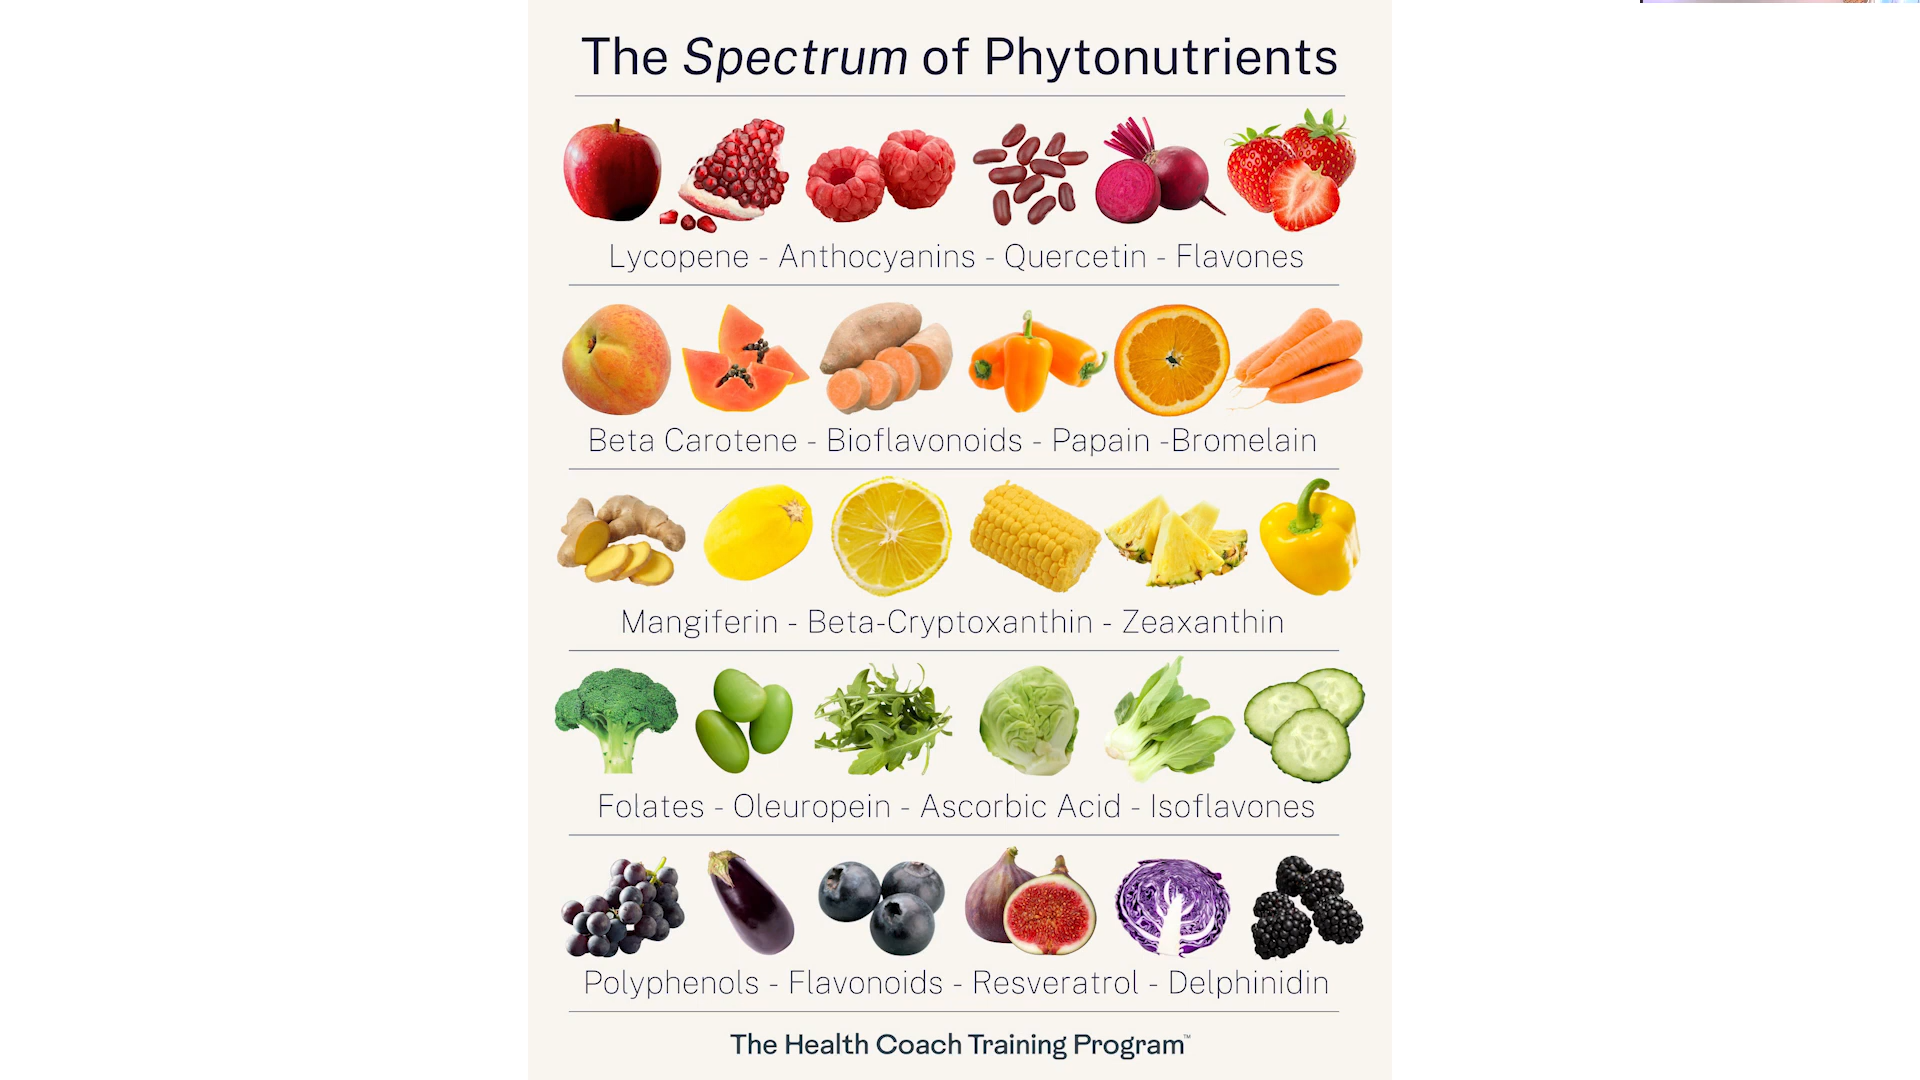 The Spectrum of Phytonutrients
Lycopene - Anthocyanins - Quercetin - Flavones
Beta Carotene - Bioflavonoids - Papain -Bromelain
Mangiferin - Beta-Cryptoxanthin - Zeaxanthin
Folates - Oleuropein - Ascorbic Acid - Isoflavones
Polyphenols - Flavonoids - Resveratrol - Delphinidin
The Health Coach Training Program™